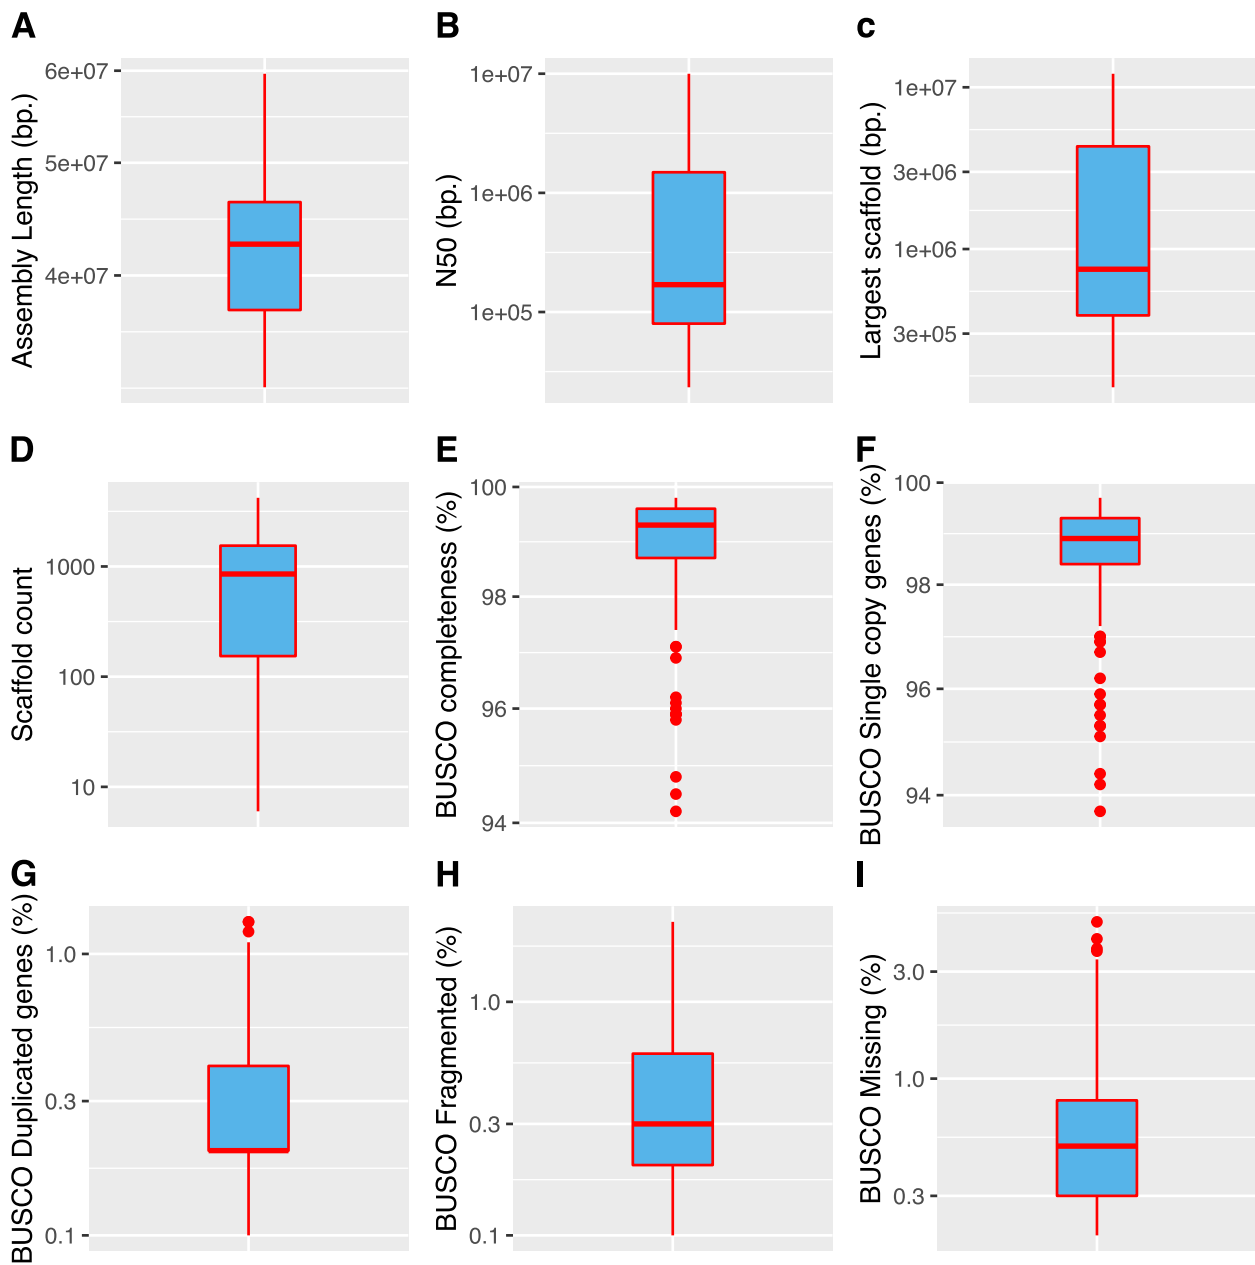 A
Assembly Length (bp.)
6e+07
5e+07
4e+07
B
N50 (bp.)
1e+07
1e+06
1e+05
c
Largest scaffold (bp.)
1e+07
3e+06
1e+06
3e+05
D
Scaffold count
1000
100
10
E
BUSCO completeness (%)
100
98
96
94
F
BUSCO Single copy genes (%)
100
98
96
94
G
BUSCO Duplicated genes (%)
1.0
0.3
0.1
H
BUSCO Fragmented (%)
1.0
0.3
0.1
I
BUSCO Missing (%)
3.0
1.0
0.3